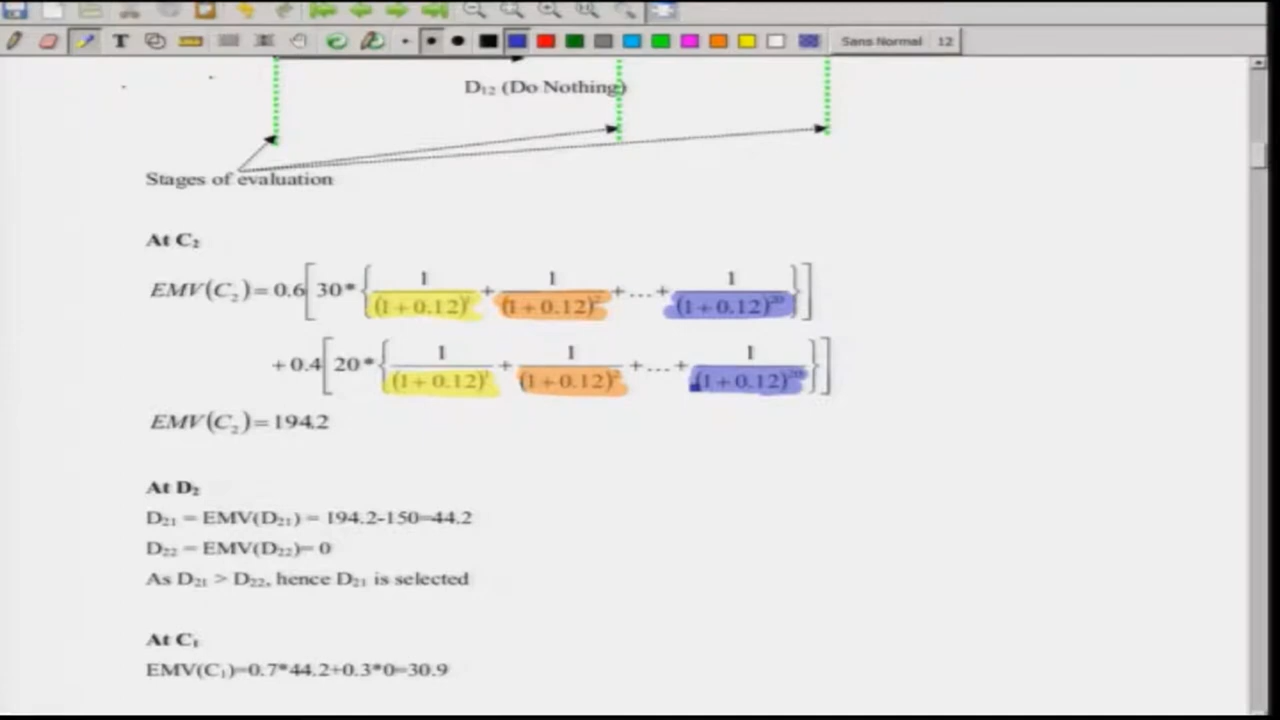 Sans Normal 12
D₁₂ (Do Nothing)
Stages of evaluation
At C₂
EMV(C₂) = 0.6[30*{1/(1+0.12)¹ + 1/(1+0.12)² + ... + 1/(1+0.12)²⁰}]
+ 0.4[20*{1/(1+0.12)¹ + 1/(1+0.12)² + ... + 1/(1+0.12)²⁰}]
EMV(C₂) = 194.2
At D₂
D₂₁ = EMV(D₂₁) = 194.2-150=44.2
D₂₂ = EMV(D₂₂)= 0
As D₂₁ > D₂₂, hence D₂₁ is selected
At C₁
EMV(C₁)=0.7*44.2+0.3*0=30.9